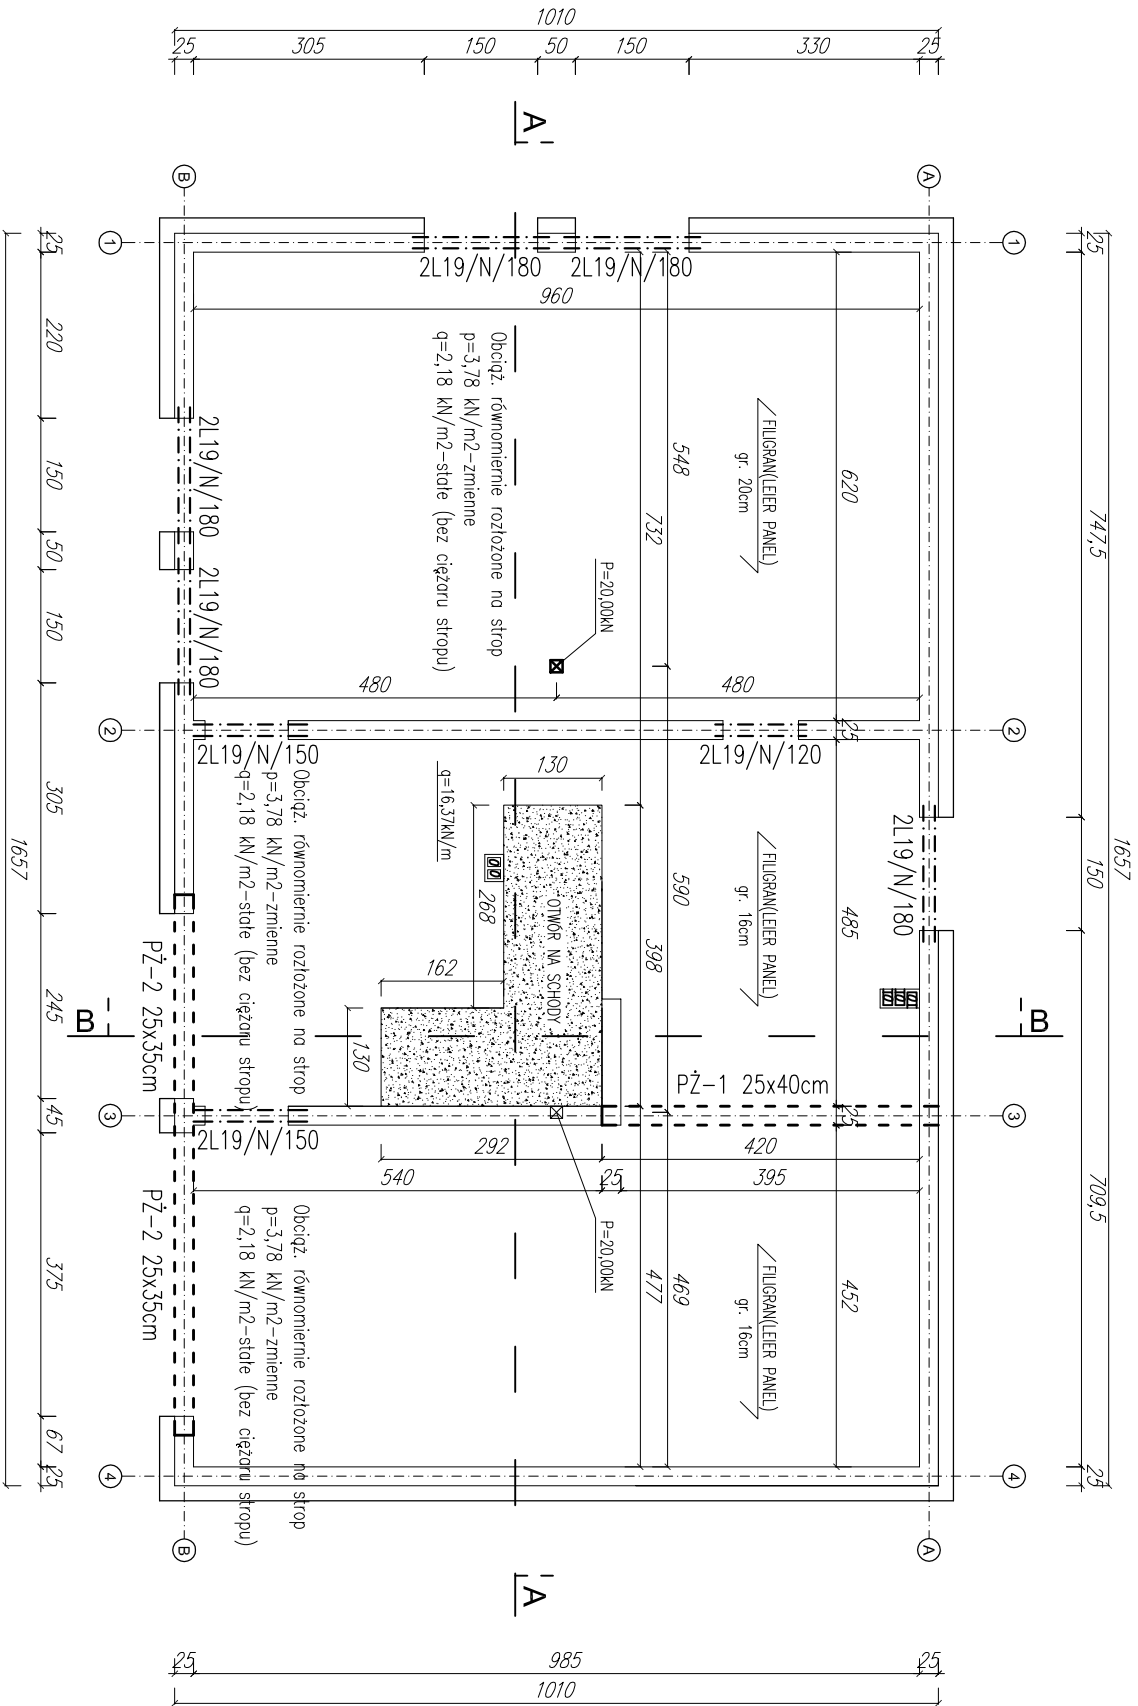 1010
25
305
150
50
150
330
25
A
A
B
A
1
1
25
25
2L19/N/180
2L19/N/180
960
1657
220
150
50
150
305
245
45
375
67
25
25
747,5
150
709,5
25
1657
Obciąż. równomiernie rozłożone na strop
p=3,78 kN/m2-zmienne
q=2,18 kN/m2-stałe (bez ciężaru stropu)
FILIGRAN(LEIER PANEL)
gr. 20cm
548
732
620
2L19/N/180
2L19/N/180
P=20,00kN
480
480
2
2
2L19/N/150
2L19/N/120
25
Obciąż. równomiernie rozłożone na strop
p=3,78 kN/m2-zmienne
q=2,18 kN/m2-stałe (bez ciężaru stropu)
q=16,37kN/m
130
268
OTWÓR NA SCHODY
590
398
FILIGRAN(LEIER PANEL)
gr. 16cm
485
2L19/N/180
162
130
PŻ-2 25x35cm
B
B
PŻ-1 25x40cm
3
3
2L19/N/150
25
292
420
540
25
395
PŻ-2 25x35cm
Obciąż. równomiernie rozłożone na strop
p=3,78 kN/m2-zmienne
q=2,18 kN/m2-stałe (bez ciężaru stropu)
P=20,00kN
477
469
FILIGRAN(LEIER PANEL)
gr. 16cm
452
4
4
B
A
A
25
985
25
1010